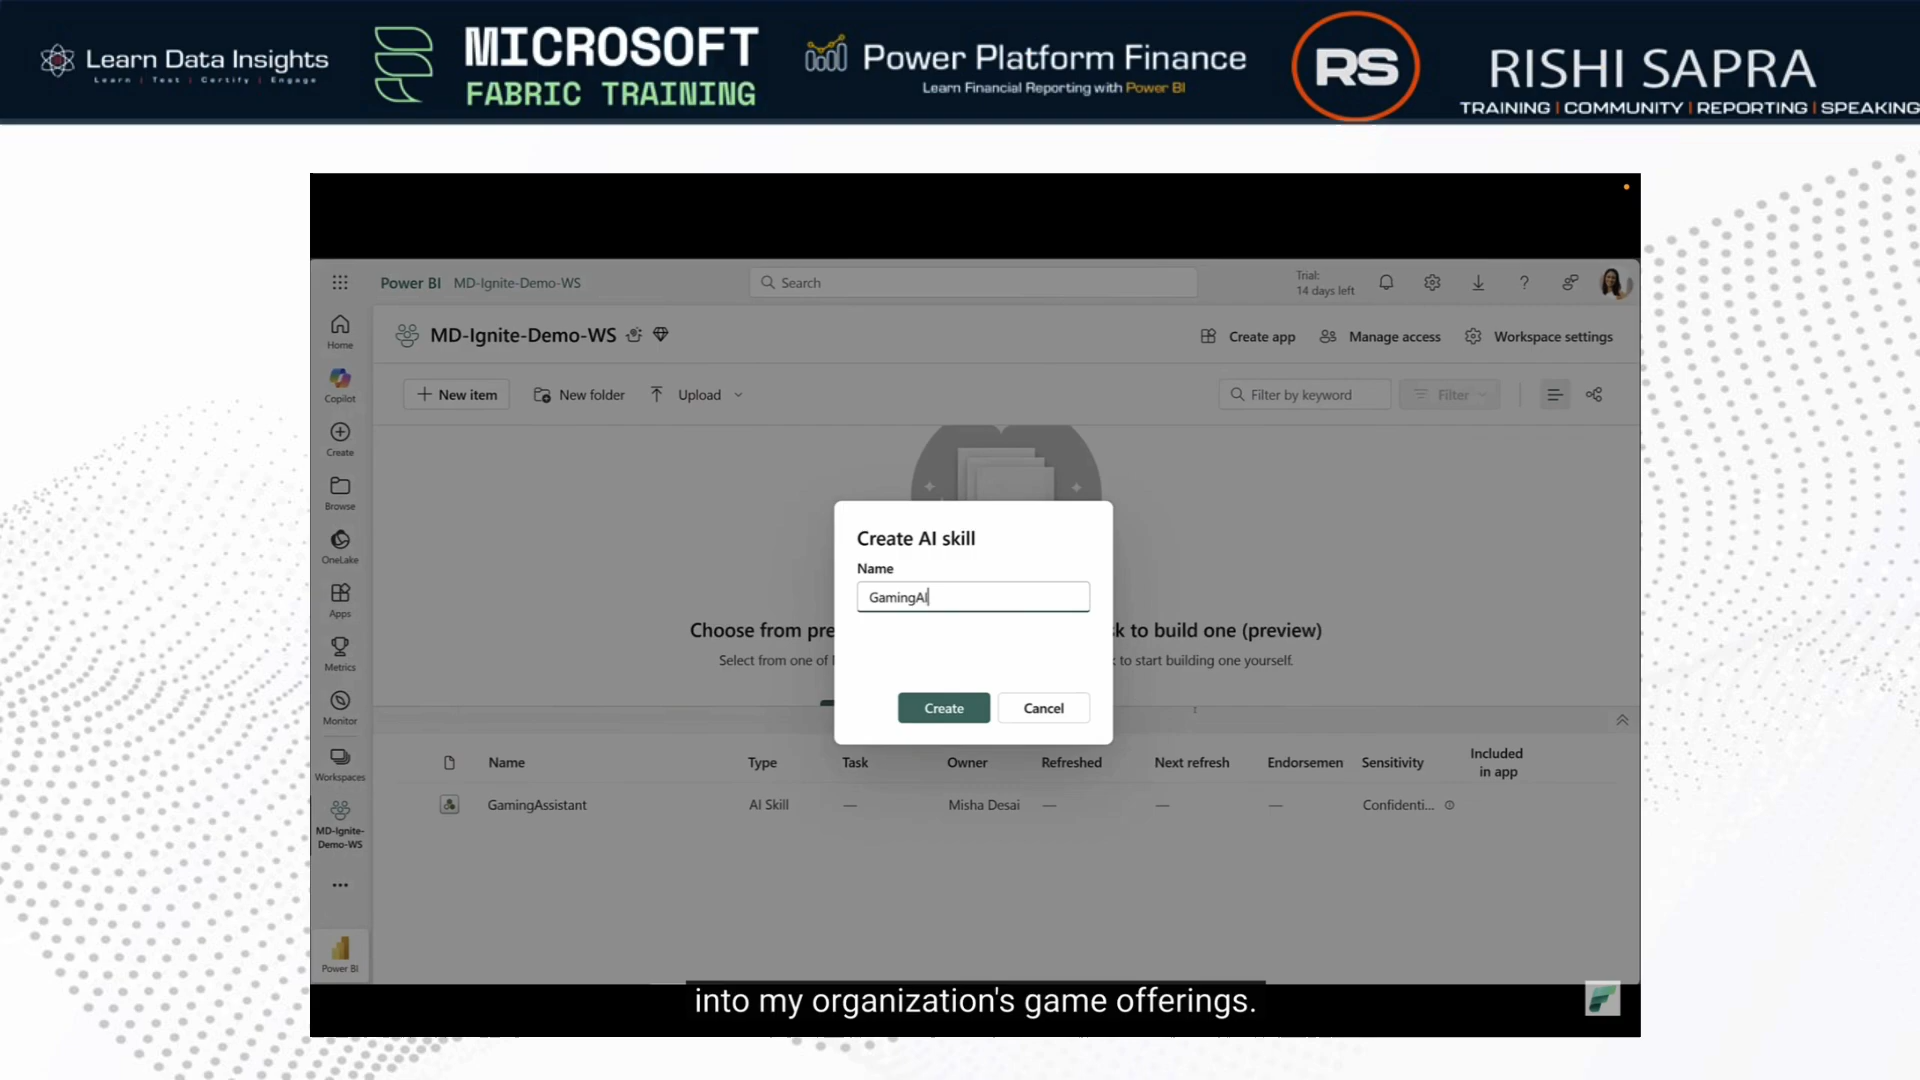 Learn Data Insights
Learn | Test | Certify | Engage
MICROSOFT
FABRIC TRAINING
Power Platform Finance
Learn Financial Reporting with Power BI
RS
RISHI SAPRA
TRAINING | COMMUNITY | REPORTING | SPEAKING
Power BI MD-Ignite-Demo-WS
Search
Trial:
14 days left
Home
Copilot
Create
Browse
OneLake
Apps
Metrics
Monitor
Workspaces
MD-Ignite-
Demo-WS
Power BI
MD-Ignite-Demo-WS
Create app
Manage access
Workspace settings
New item
New folder
Upload
Filter by keyword
Filter
Create AI skill
Name
GamingAI
Create
Cancel
Choose from pre
k to build one (preview)
Select from one of
to start building one yourself.
Name Type Task Owner Refreshed Next refresh Endorsemen Sensitivity Included
in app
GamingAssistant AI Skill — Misha Desai — — — Confidenti...
into my organization's game offerings.